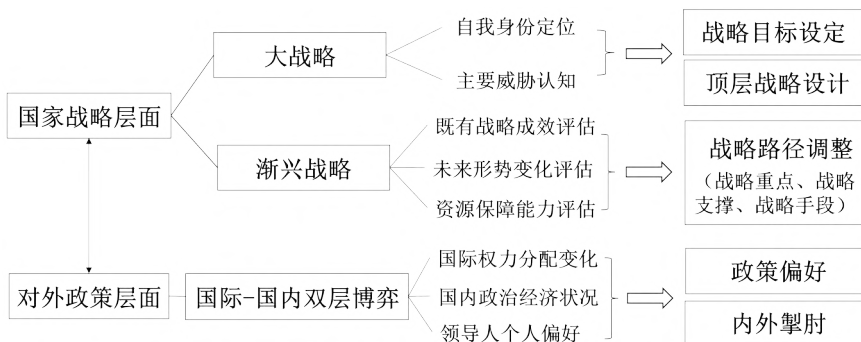 国家战略层面
大战略
自我身份定位
主要威胁认知
战略目标设定
顶层战略设计
渐兴战略
既有战略成效评估
未来形势变化评估
资源保障能力评估
战略路径调整
（战略重点、战略
支撑、战略手段）
对外政策层面
国际-国内双层博弈
国际权力分配变化
国内政治经济状况
领导人个人偏好
政策偏好
内外掣肘